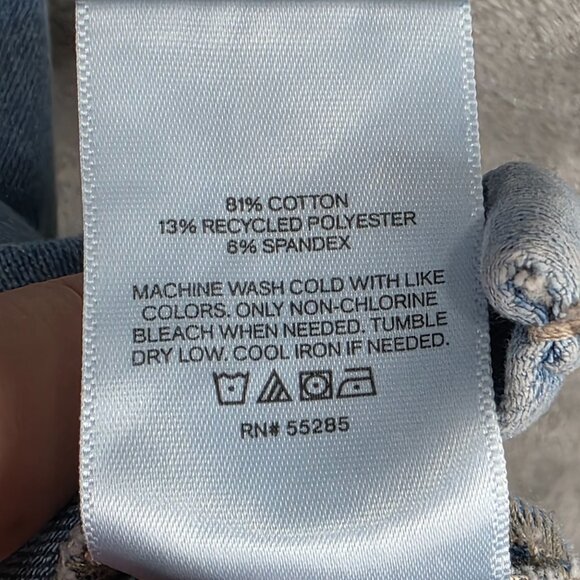 81% COTTON
13% RECYCLED POLYESTER
6% SPANDEX
MACHINE WASH COLD WITH LIKE
COLORS. ONLY NON-CHLORINE
BLEACH WHEN NEEDED. TUMBLE
DRY LOW. COOL IRON IF NEEDED.
RN# 55285